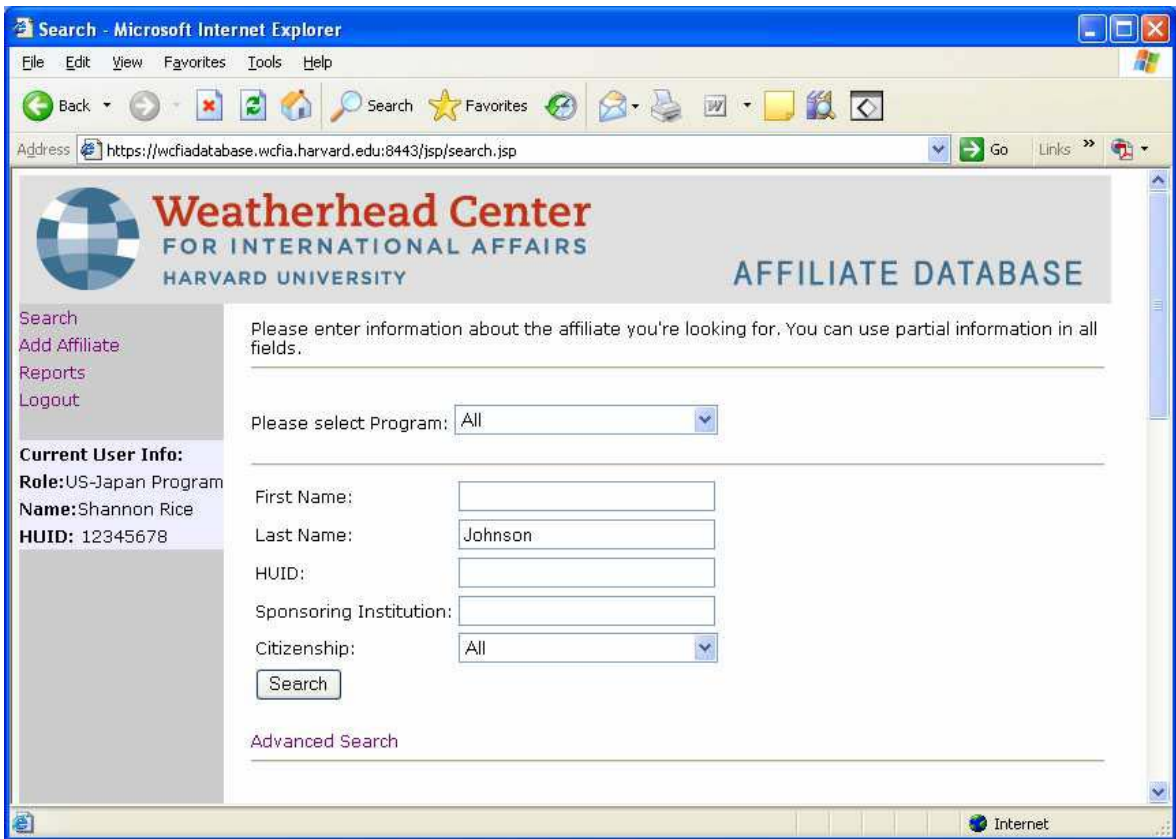 Search - Microsoft Internet Explorer
File Edit View Favorites Tools Help
Back Search Favorites
Address https://wcfiadatabase.wcfia.harvard.edu:8443/jsp/search.jsp Go Links »
Weatherhead Center
FOR INTERNATIONAL AFFAIRS
HARVARD UNIVERSITY
AFFILIATE DATABASE
Search
Add Affiliate
Reports
Logout
Current User Info:
Role:US-Japan Program
Name:Shannon Rice
HUID: 12345678
Please enter information about the affiliate you're looking for. You can use partial information in all
fields.
Please select Program: All
First Name:
Last Name: Johnson
HUID:
Sponsoring Institution:
Citizenship: All
Search
Advanced Search
Internet